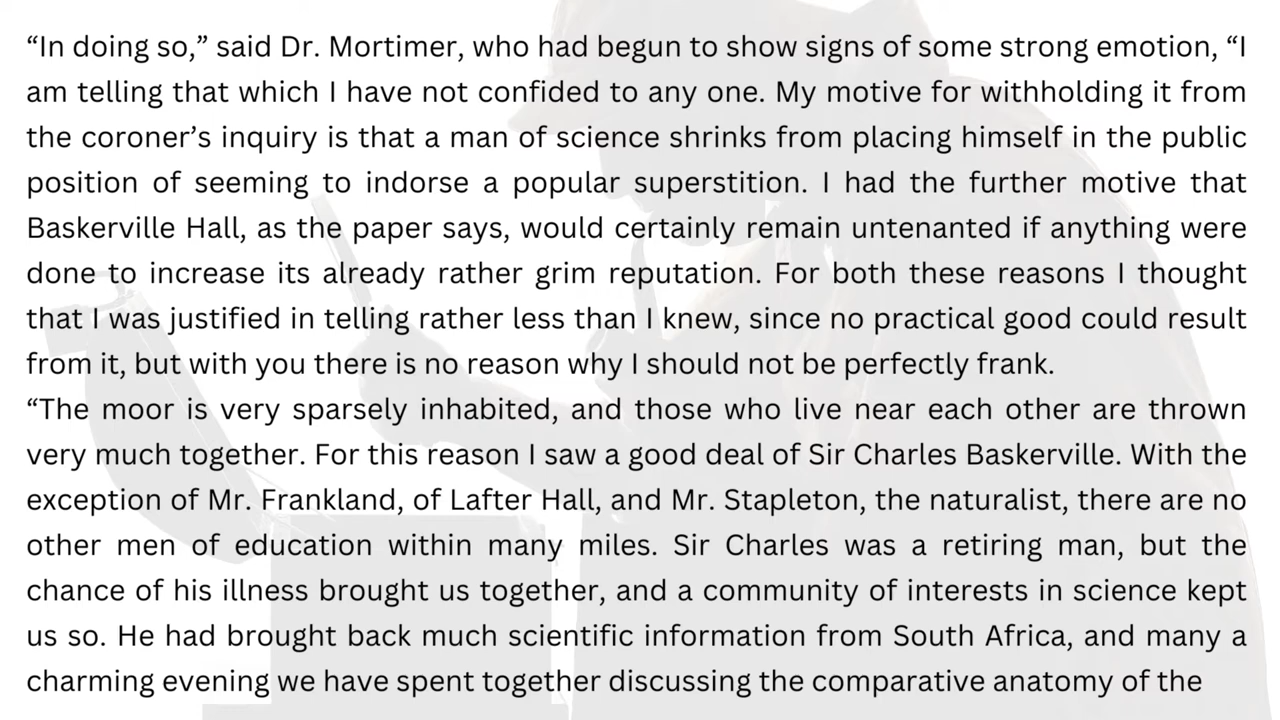 “In doing so,” said Dr. Mortimer, who had begun to show signs of some strong emotion, “I
am telling that which I have not confided to any one. My motive for withholding it from
the coroner’s inquiry is that a man of science shrinks from placing himself in the public
position of seeming to indorse a popular superstition. I had the further motive that
Baskerville Hall, as the paper says, would certainly remain untenanted if anything were
done to increase its already rather grim reputation. For both these reasons I thought
that I was justified in telling rather less than I knew, since no practical good could result
from it, but with you there is no reason why I should not be perfectly frank.
“The moor is very sparsely inhabited, and those who live near each other are thrown
very much together. For this reason I saw a good deal of Sir Charles Baskerville. With the
exception of Mr. Frankland, of Lafter Hall, and Mr. Stapleton, the naturalist, there are no
other men of education within many miles. Sir Charles was a retiring man, but the
chance of his illness brought us together, and a community of interests in science kept
us so. He had brought back much scientific information from South Africa, and many a
charming evening we have spent together discussing the comparative anatomy of the